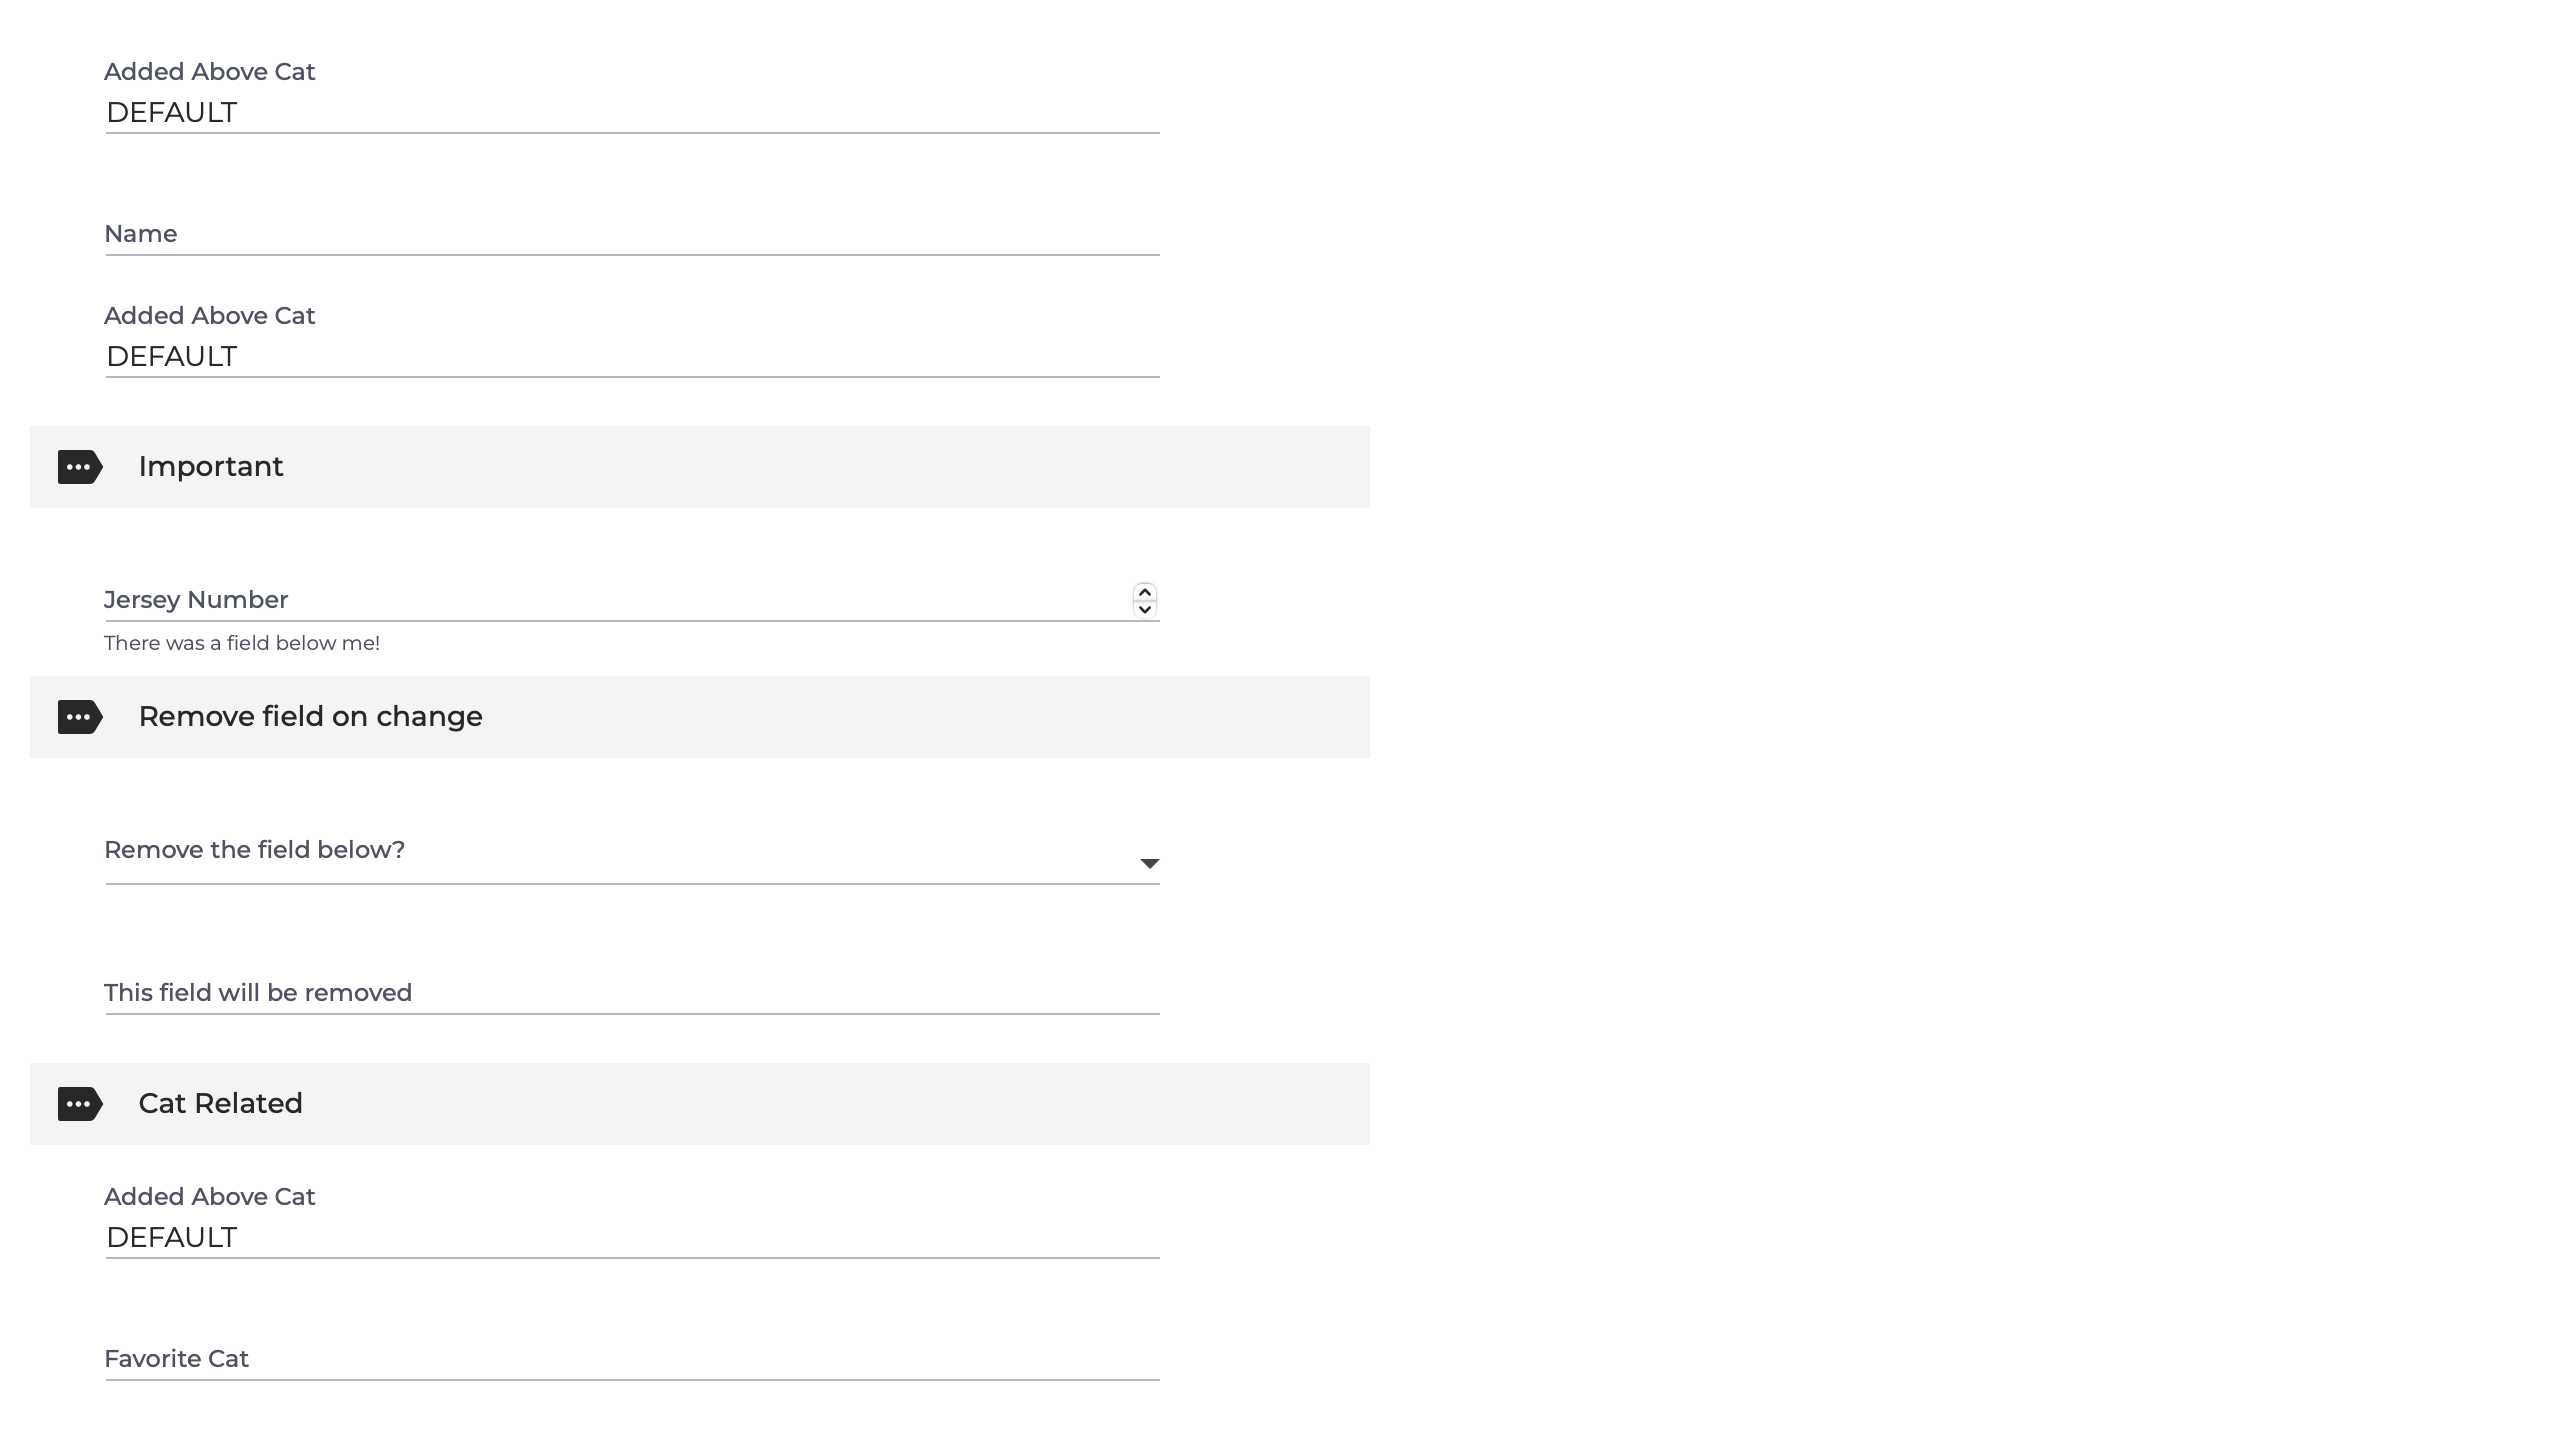 Added Above Cat
DEFAULT
Name
Added Above Cat
DEFAULT
Important
Jersey Number
There was a field below me!
Remove field on change
Remove the field below?
This field will be removed
Cat Related
Added Above Cat
DEFAULT
Favorite Cat